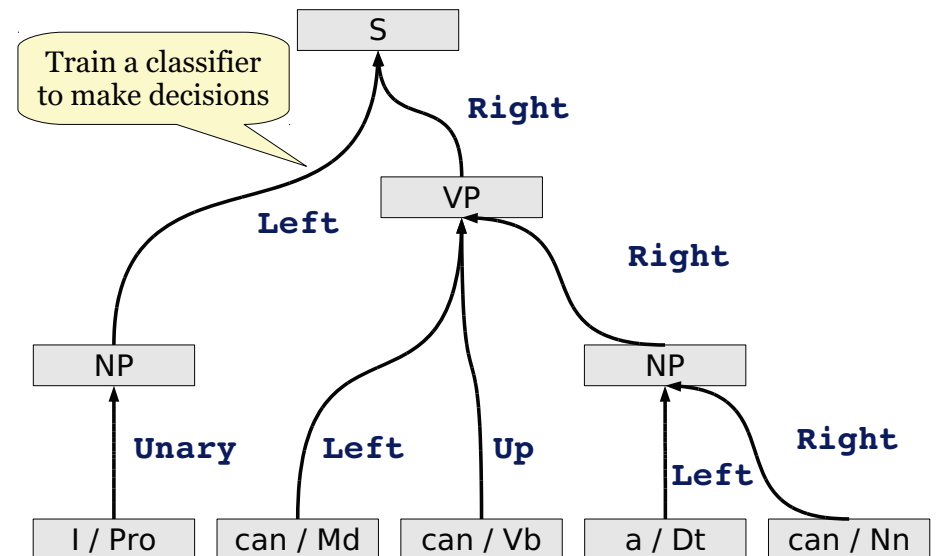 S
Train a classifier
to make decisions
Right
VP
Left
Right
NP
NP
Unary
Left
Up
Left
Right
I / Pro
can / Md
can / Vb
a / Dt
can / Nn